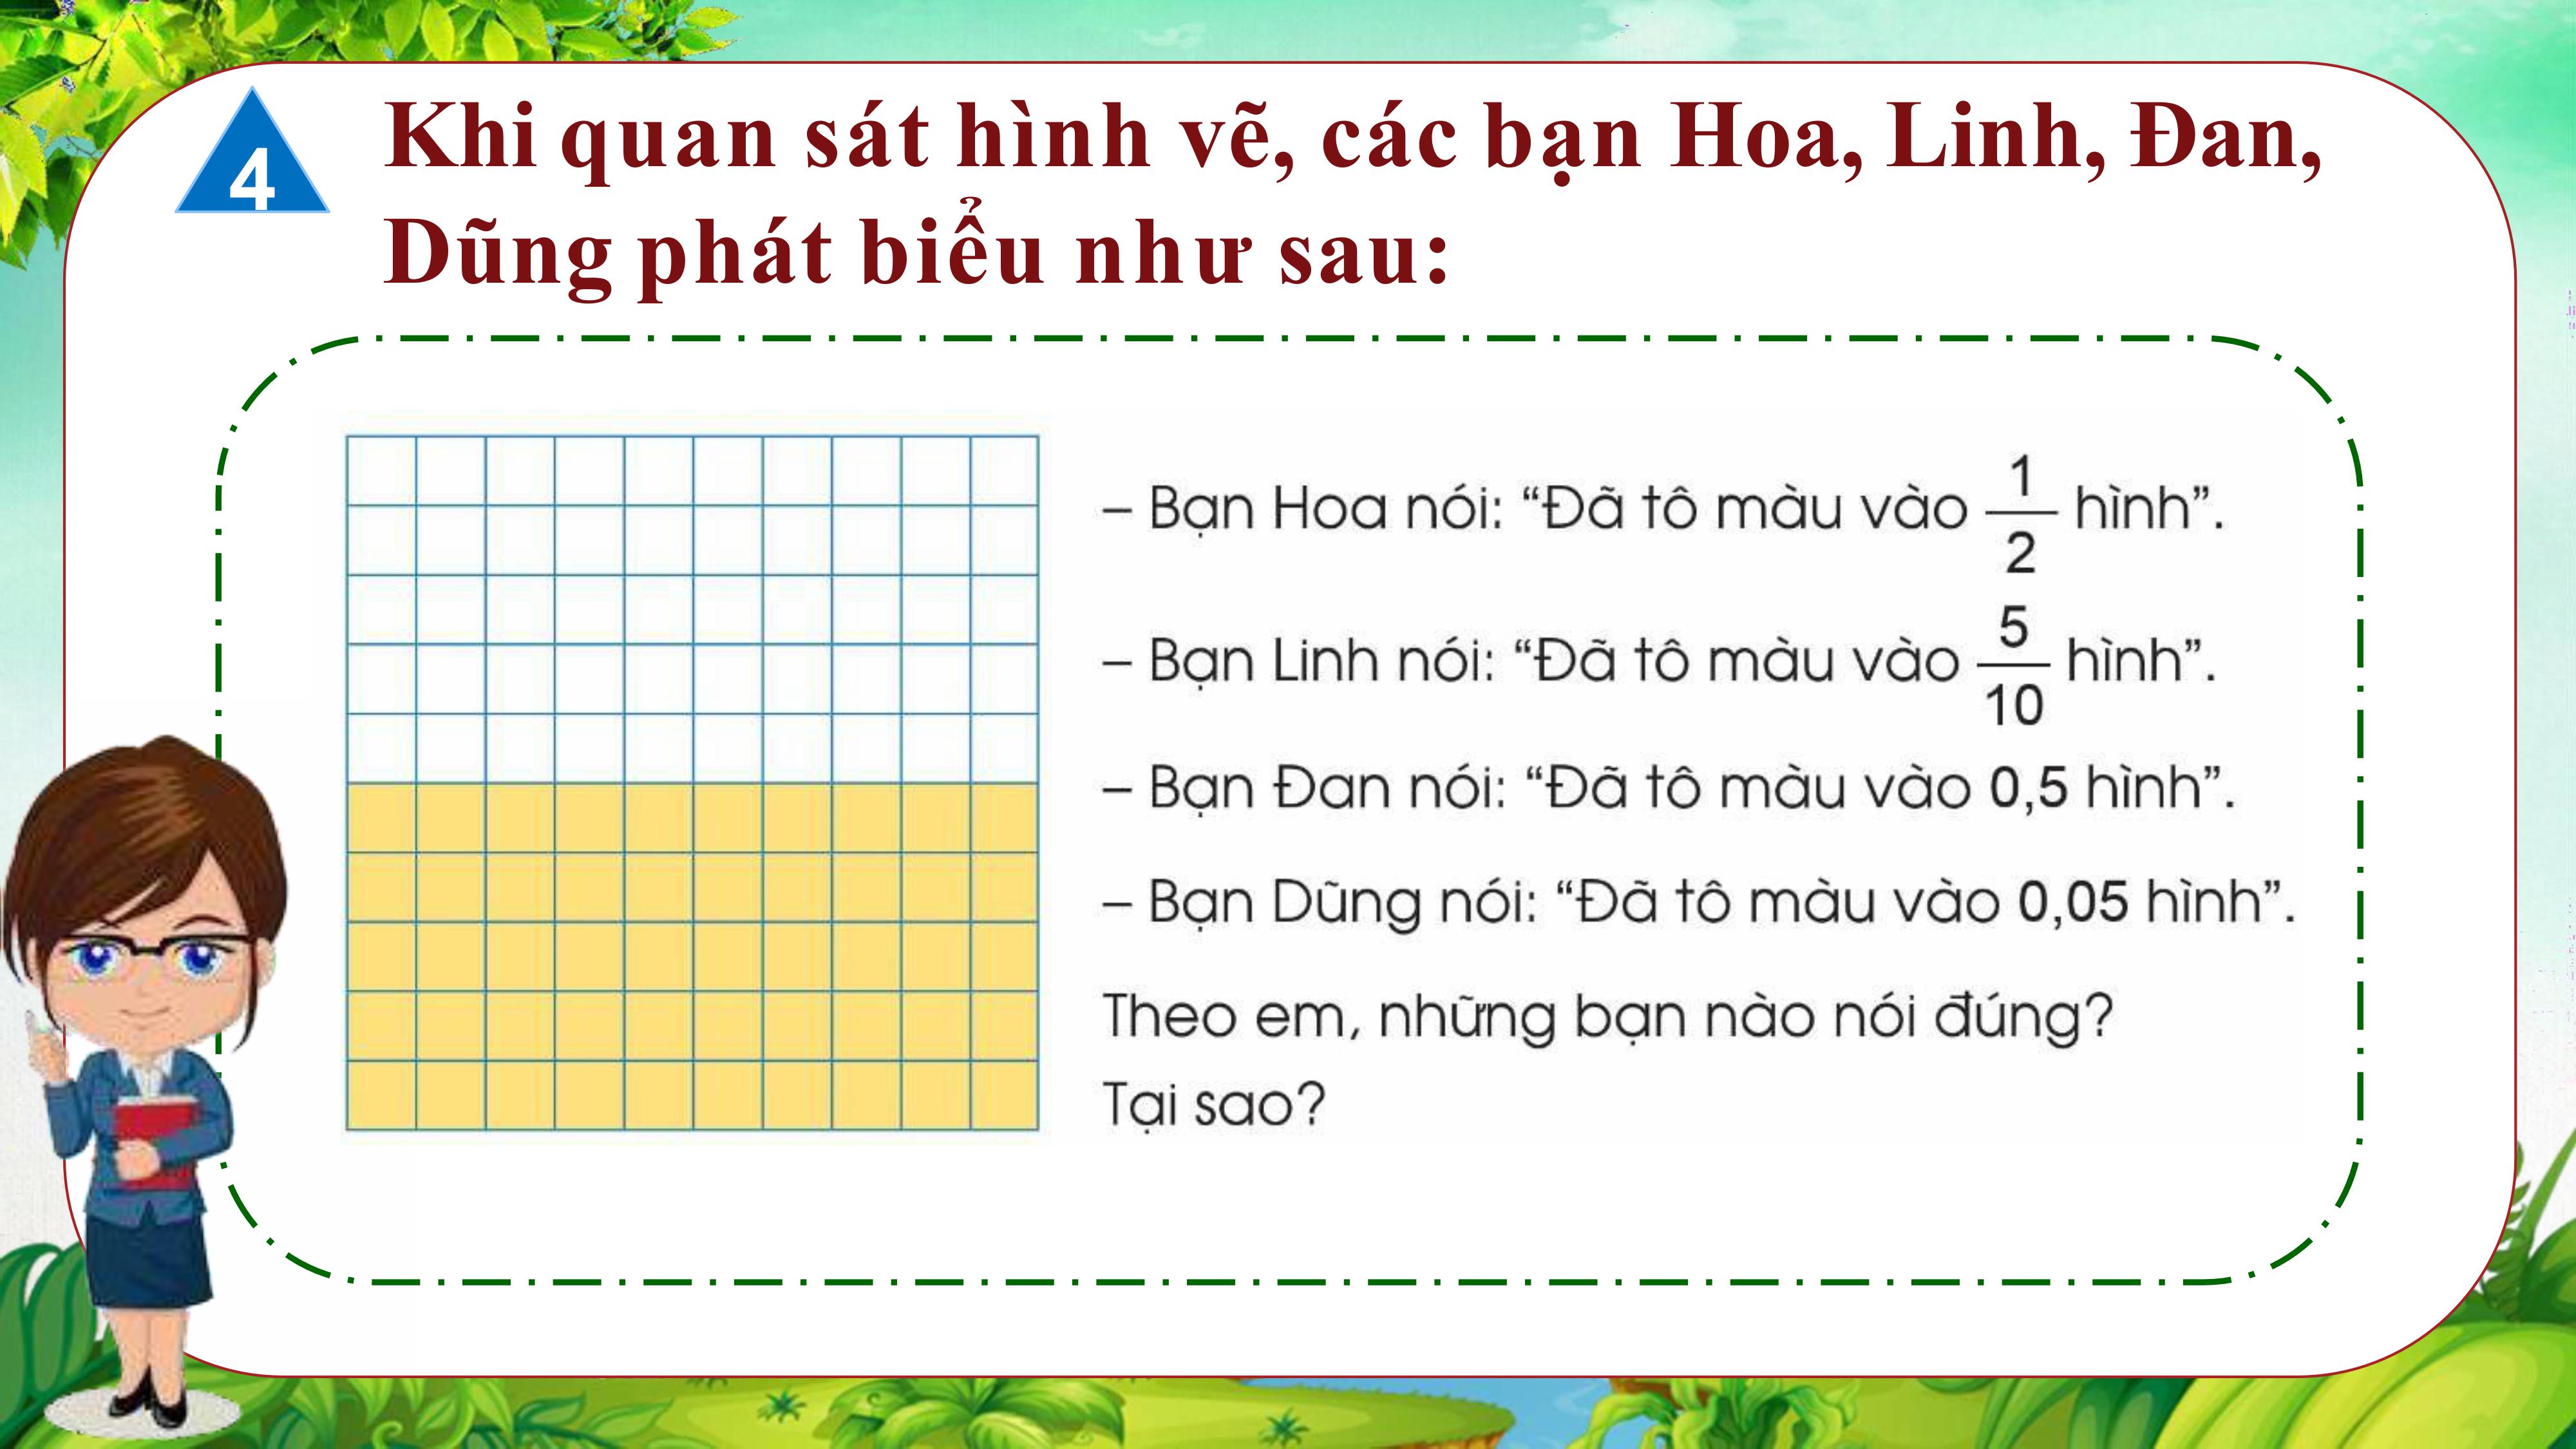 4
Khi quan sát hình vẽ, các bạn Hoa, Linh, Đan,
Dũng phát biểu như sau:
– Bạn Hoa nói: “Đã tô màu vào 1/2 hình”.
– Bạn Linh nói: “Đã tô màu vào 5/10 hình”.
– Bạn Đan nói: “Đã tô màu vào 0,5 hình”.
– Bạn Dũng nói: “Đã tô màu vào 0,05 hình”.
Theo em, những bạn nào nói đúng?
Tại sao?